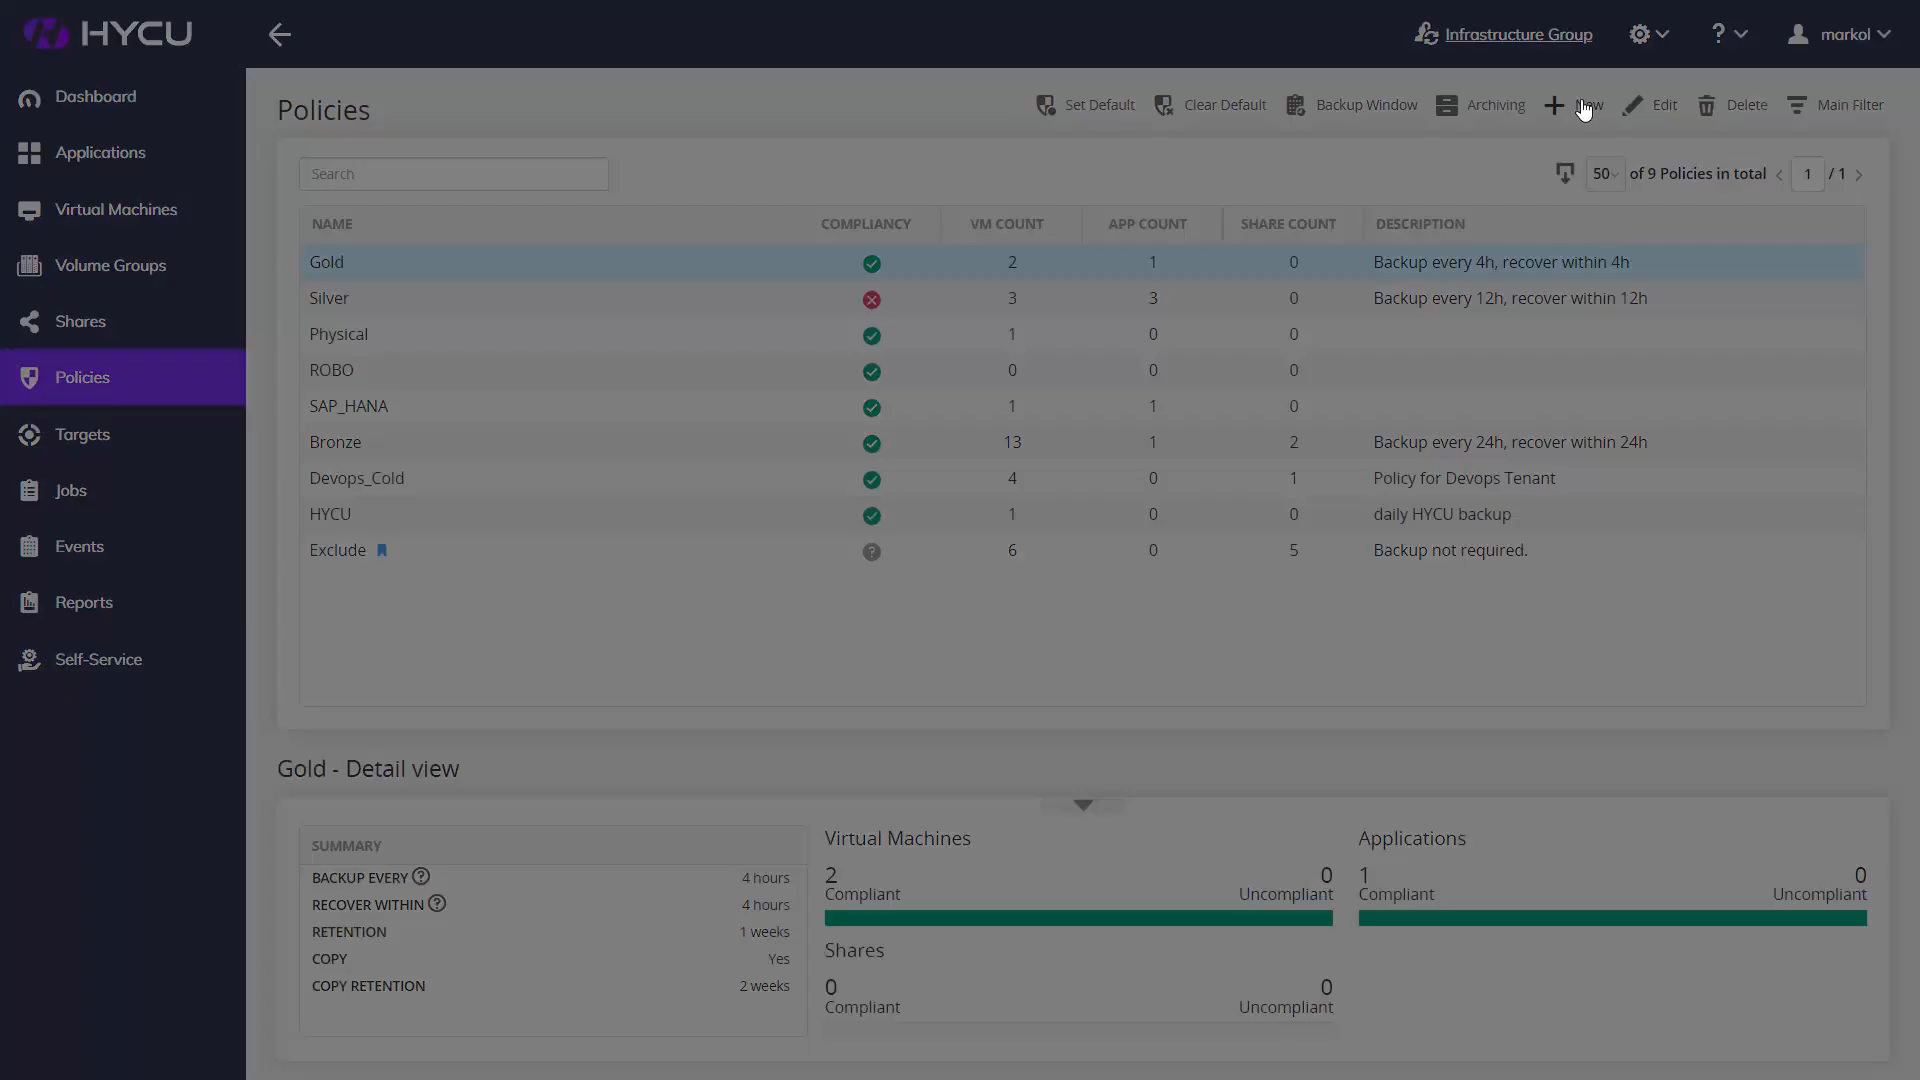 HYCU
Infrastructure Group
?
markol
Dashboard
Applications
Virtual Machines
Volume Groups
Shares
Policies
Targets
Jobs
Events
Reports
Self-Service
Policies
Set Default
Clear Default
Backup Window
Archiving
Edit
Delete
Main Filter
Search
50 of 9 Policies in total 1 / 1
NAME COMPLIANCY VM COUNT APP COUNT SHARE COUNT DESCRIPTION
Gold 2 1 0 Backup every 4h, recover within 4h
Silver 3 3 0 Backup every 12h, recover within 12h
Physical 1 0 0
ROBO 0 0 0
SAP_HANA 1 1 0
Bronze 13 1 2 Backup every 24h, recover within 24h
Devops_Cold 4 0 1 Policy for Devops Tenant
HYCU 1 0 0 daily HYCU backup
Exclude ? 6 0 5 Backup not required.
Gold - Detail view
SUMMARY
BACKUP EVERY ? 4 hours
RECOVER WITHIN ? 4 hours
RETENTION 1 weeks
COPY Yes
COPY RETENTION 2 weeks
Virtual Machines
2 0
Compliant Uncompliant
Shares
0 0
Compliant Uncompliant
Applications
1 0
Compliant Uncompliant